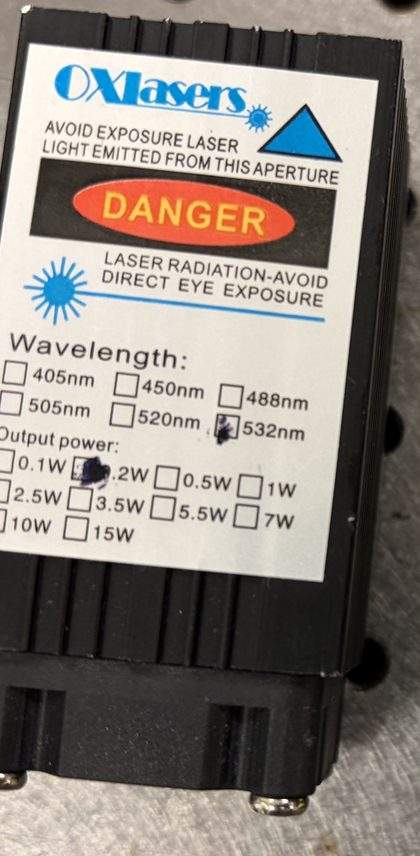 OXlasers
AVOID EXPOSURE LASER
LIGHT EMITTED FROM THIS APERTURE
DANGER
LASER RADIATION-AVOID
DIRECT EYE EXPOSURE
Wavelength:
405nm 450nm 488nm
505nm 520nm 532nm
Output power:
0.1W .2W 0.5W 1W
2.5W 3.5W 5.5W 7W
10W 15W